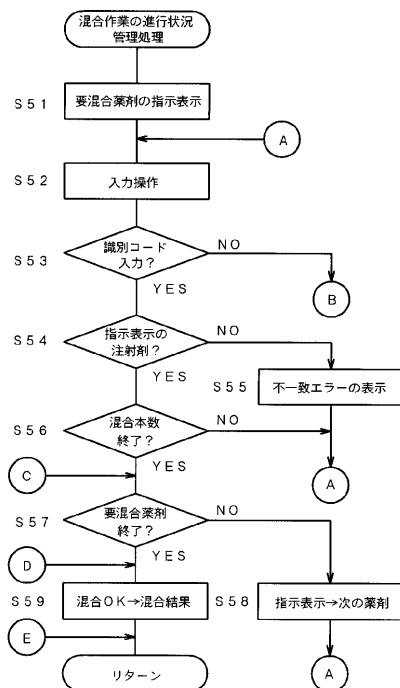 混合作業の進行状況
管理処理
S51
要混合薬剤の指示表示
A
S52
入力操作
S53
識別コード
入力?
NO
YES
B
S54
指示表示の
注射剤?
NO
YES
S55
不一致エラーの表示
S56
混合本数
終了?
NO
YES
A
C
S57
要混合薬剤
終了?
NO
YES
D
S59
混合OK→混合結果
S58
指示表示→次の薬剤
E
リターン
A